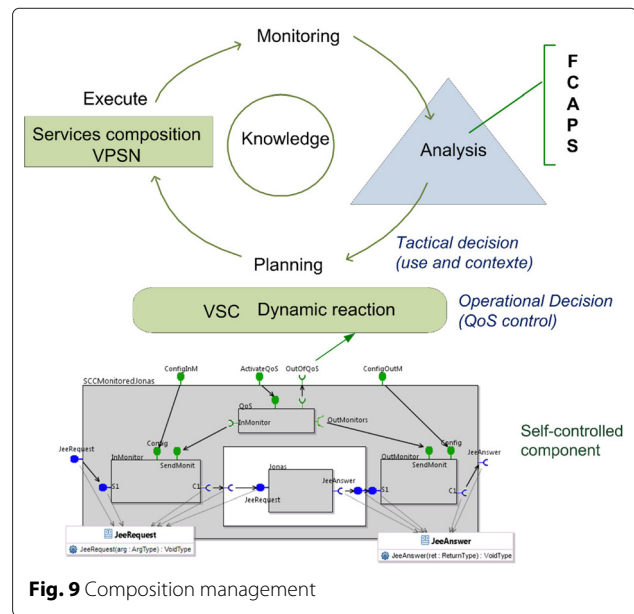 Monitoring
F
C
A
P
S
Execute
Services composition
VPSN
Knowledge
Analysis
Tactical decision
(use and contexte)
Planning
VSC Dynamic reaction
Operational Decision
(QoS control)
ConfigInM
ActivateQoS
OutOfQoS
ConfigOutM
SCCMonitoredJonas
QoS
InMonitor
OutMonitors
Self-controlled
component
JeeRequest
InMonitor
Config
SendMonit
S1
C1
Jonas
JeeRequest
JeeAnswer
OutMonitor
Config
SendMonit
S1
C1
JeeAnswer
JeeRequest
JeeRequest(arg : ArgType) : VoidType
JeeAnswer
JeeAnswer(ret : ReturnType) : VoidType
Fig. 9 Composition management